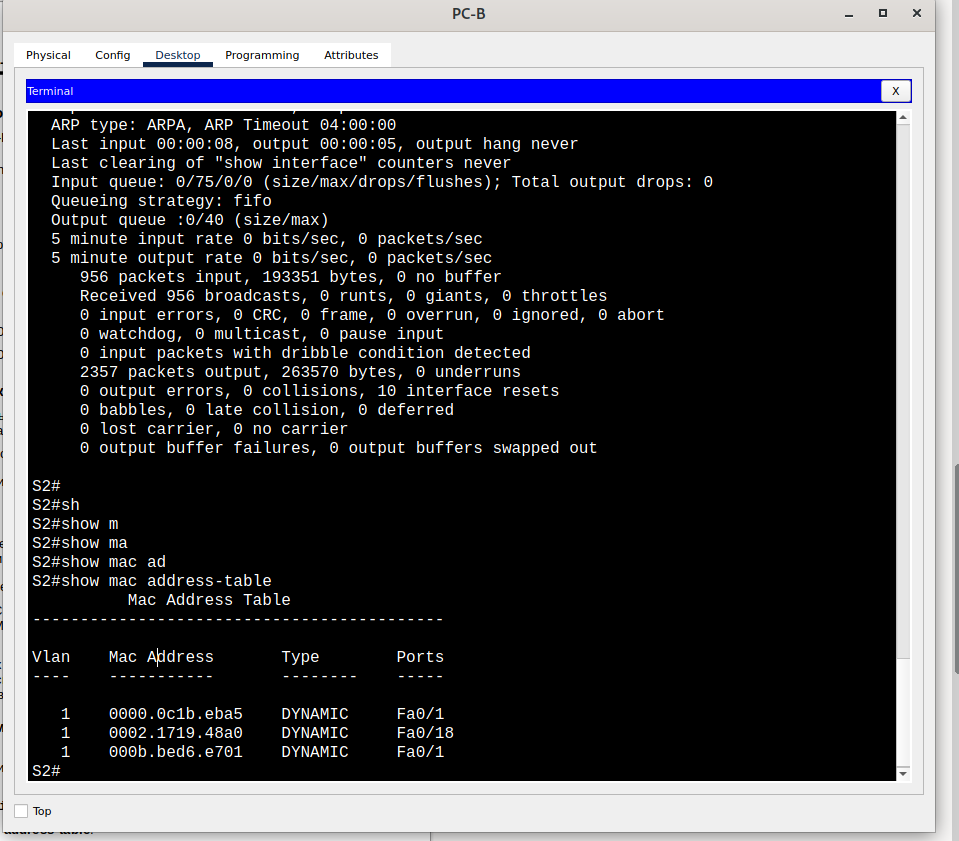 PC-B
Physical Config Desktop Programming Attributes
Terminal X
ARP type: ARPA, ARP Timeout 04:00:00
Last input 00:00:08, output 00:00:05, output hang never
Last clearing of "show interface" counters never
Input queue: 0/75/0/0 (size/max/drops/flushes); Total output drops: 0
Queueing strategy: fifo
Output queue :0/40 (size/max)
5 minute input rate 0 bits/sec, 0 packets/sec
5 minute output rate 0 bits/sec, 0 packets/sec
956 packets input, 193351 bytes, 0 no buffer
Received 956 broadcasts, 0 runts, 0 giants, 0 throttles
0 input errors, 0 CRC, 0 frame, 0 overrun, 0 ignored, 0 abort
0 watchdog, 0 multicast, 0 pause input
0 input packets with dribble condition detected
2357 packets output, 263570 bytes, 0 underruns
0 output errors, 0 collisions, 10 interface resets
0 babbles, 0 late collision, 0 deferred
0 lost carrier, 0 no carrier
0 output buffer failures, 0 output buffers swapped out
S2#
S2#sh
S2#show m
S2#show ma
S2#show mac ad
S2#show mac address-table
Mac Address Table
-------------------------------------------
Vlan Mac Address Type Ports
---- ----------- -------- -----
1 0000.0c1b.eba5 DYNAMIC Fa0/1
1 0002.1719.48a0 DYNAMIC Fa0/18
1 000b.bed6.e701 DYNAMIC Fa0/1
S2#
Top